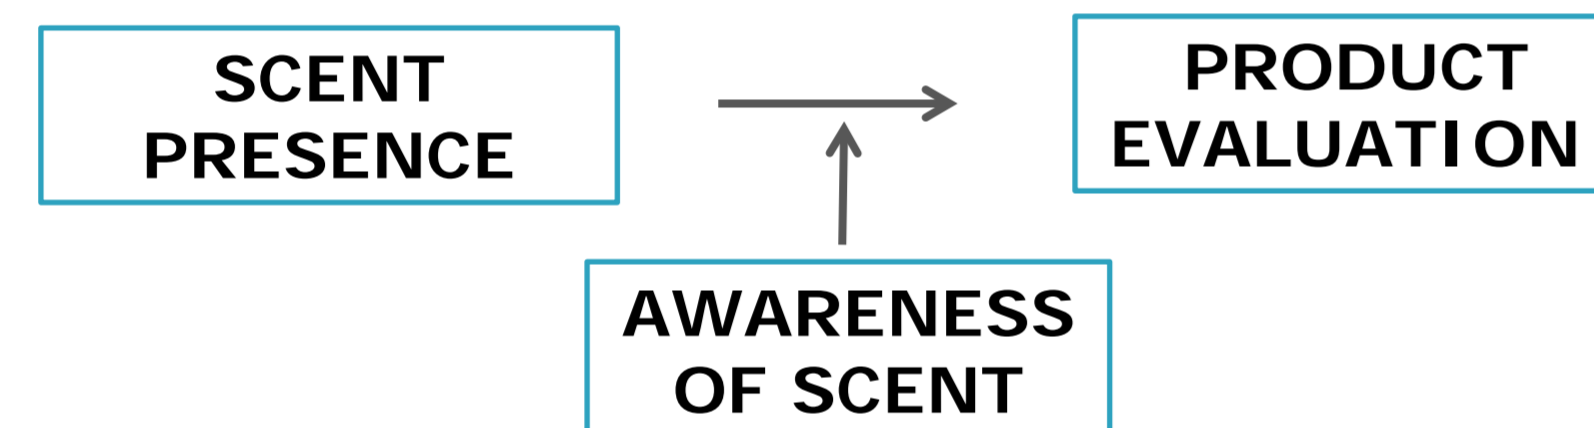 SCENT
PRESENCE
PRODUCT
EVALUATION
AWARENESS
OF SCENT